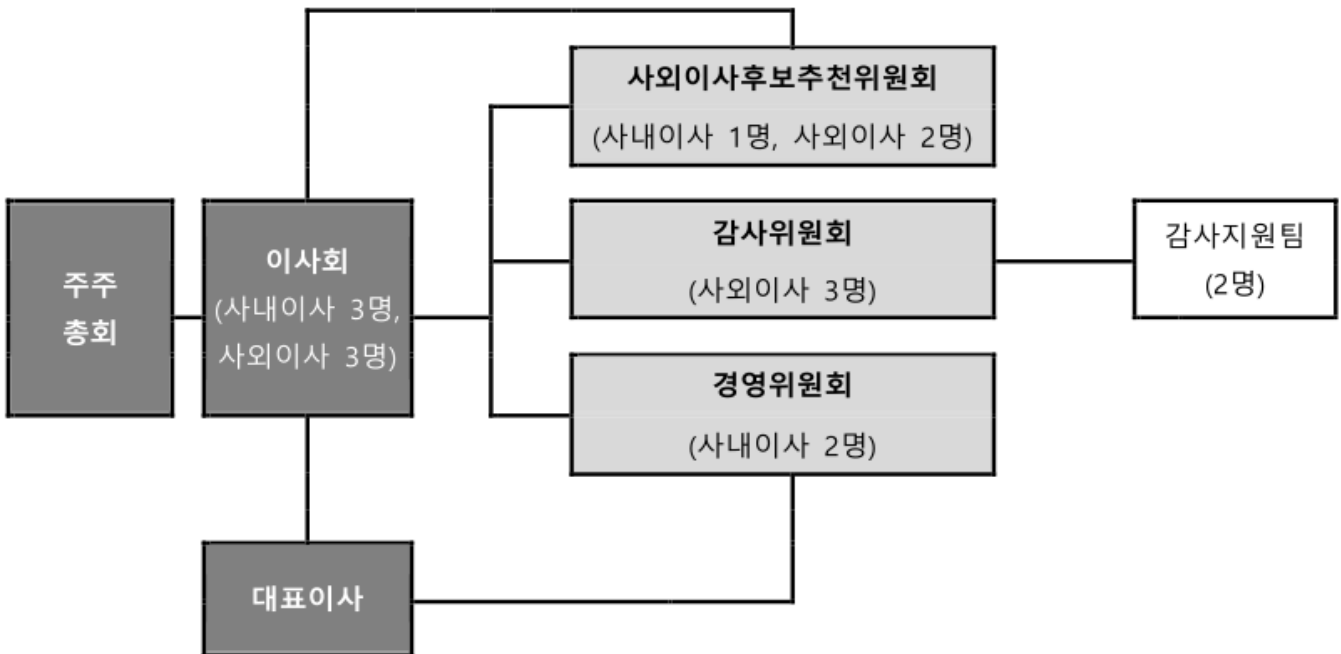 사외이사후보추천위원회
(사내이사 1명, 사외이사 2명)
주주
총회
이사회
(사내이사 3명,
사외이사 3명)
감사위원회
(사외이사 3명)
감사지원팀
(2명)
경영위원회
(사내이사 2명)
대표이사